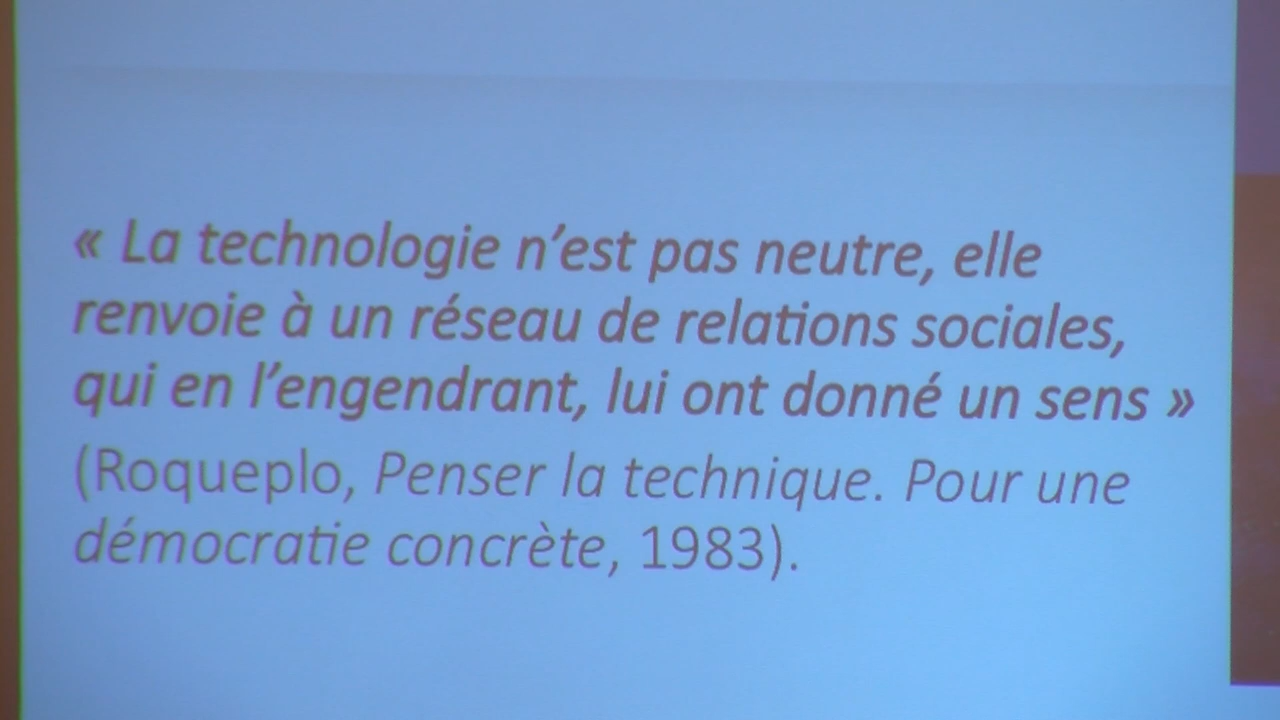 « La technologie n’est pas neutre, elle
renvoie à un réseau de relations sociales,
qui en l’engendrant, lui ont donné un sens »
(Roqueplo, Penser la technique. Pour une
démocratie concrète, 1983).